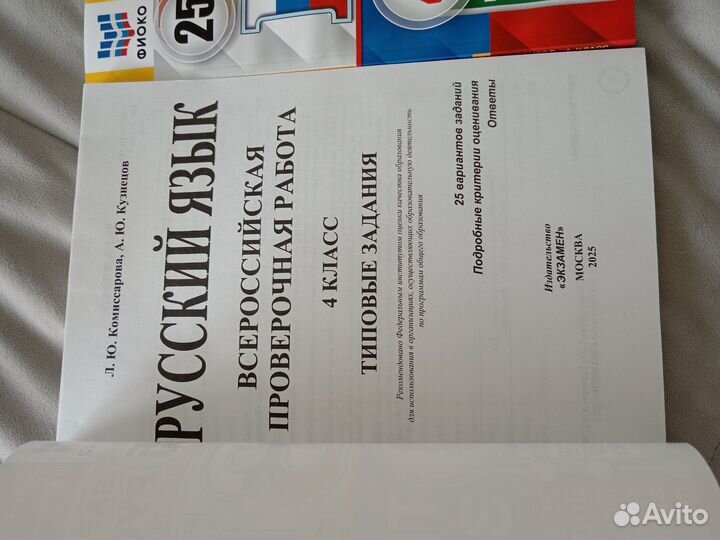 ФИОКО
25
4 КЛАСС
Л. Ю. Комиссарова, А. Ю. Кузнецов
РУССКИЙ ЯЗЫК
ВСЕРОССИЙСКАЯ
ПРОВЕРОЧНАЯ РАБОТА
4 КЛАСС
ТИПОВЫЕ ЗАДАНИЯ
Рекомендовано Федеральным институтом оценки качества образования
для использования в организациях, осуществляющих образовательную деятельность
по программам общего образования
25 вариантов заданий
Подробные критерии оценивания
Ответы
Издательство
«ЭКЗАМЕН»
МОСКВА
2025
Avito